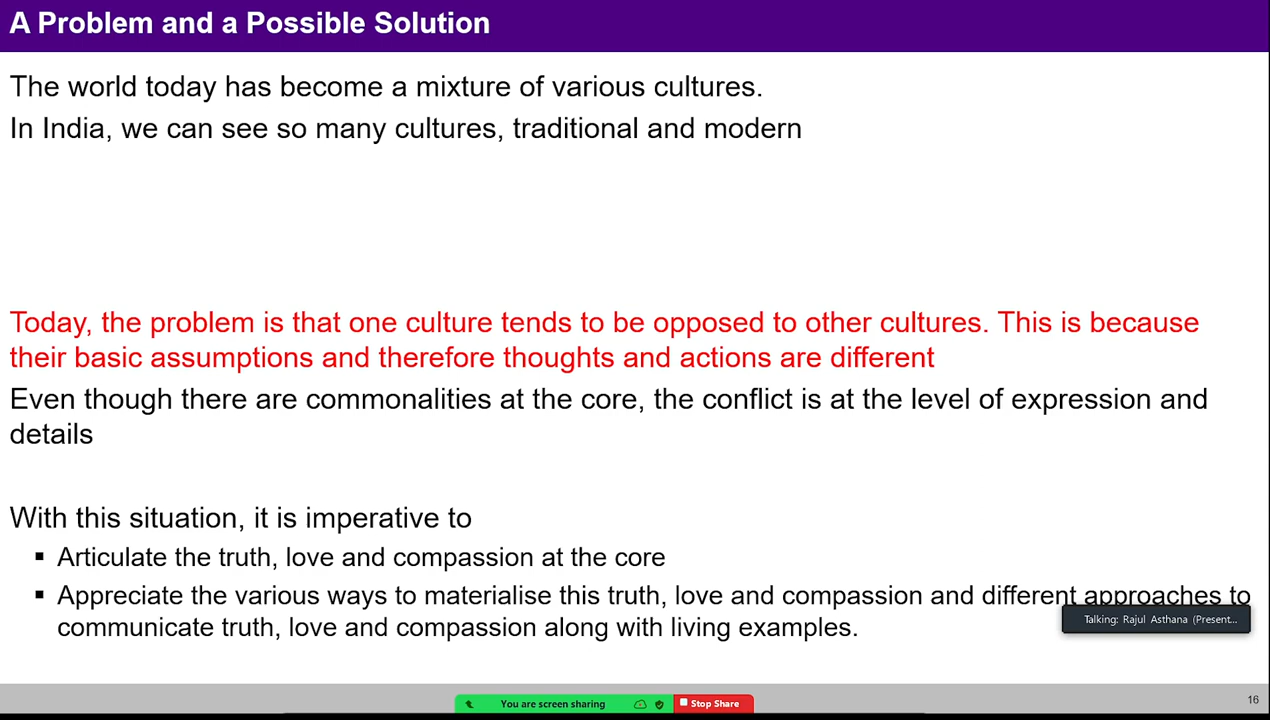 A Problem and a Possible Solution
The world today has become a mixture of various cultures.
In India, we can see so many cultures, traditional and modern
Today, the problem is that one culture tends to be opposed to other cultures. This is because
their basic assumptions and therefore thoughts and actions are different
Even though there are commonalities at the core, the conflict is at the level of expression and
details
With this situation, it is imperative to
▪ Articulate the truth, love and compassion at the core
▪ Appreciate the various ways to materialise this truth, love and compassion and different approaches to
communicate truth, love and compassion along with living examples.
Talking: Rajul Asthana (Present...
16
You are screen sharing
Stop Share